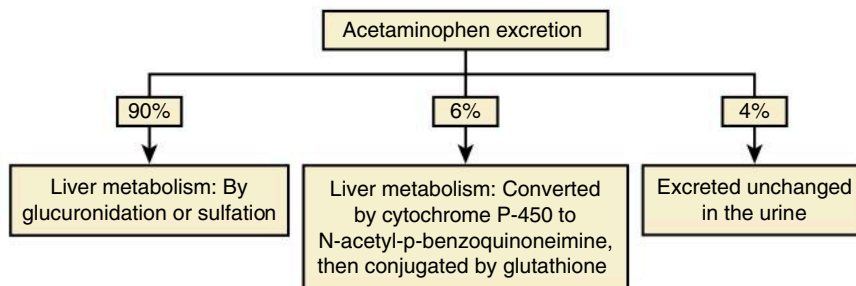 Acetaminophen excretion
90%
6%
4%
Liver metabolism: By
glucuronidation or sulfation
Liver metabolism: Converted
by cytochrome P-450 to
N-acetyl-p-benzoquinoneimine,
then conjugated by glutathione
Excreted unchanged
in the urine